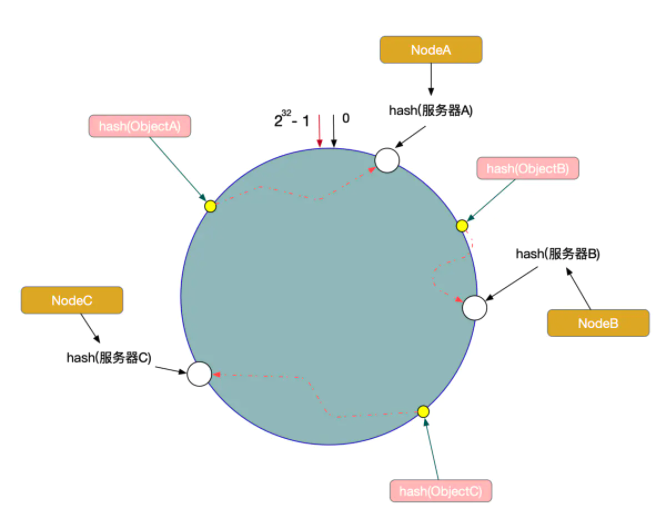 NodeA
hash(服务器A)
2^32 - 1
0
hash(ObjectA)
hash(ObjectB)
hash(服务器B)
NodeB
NodeC
hash(服务器C)
hash(ObjectC)